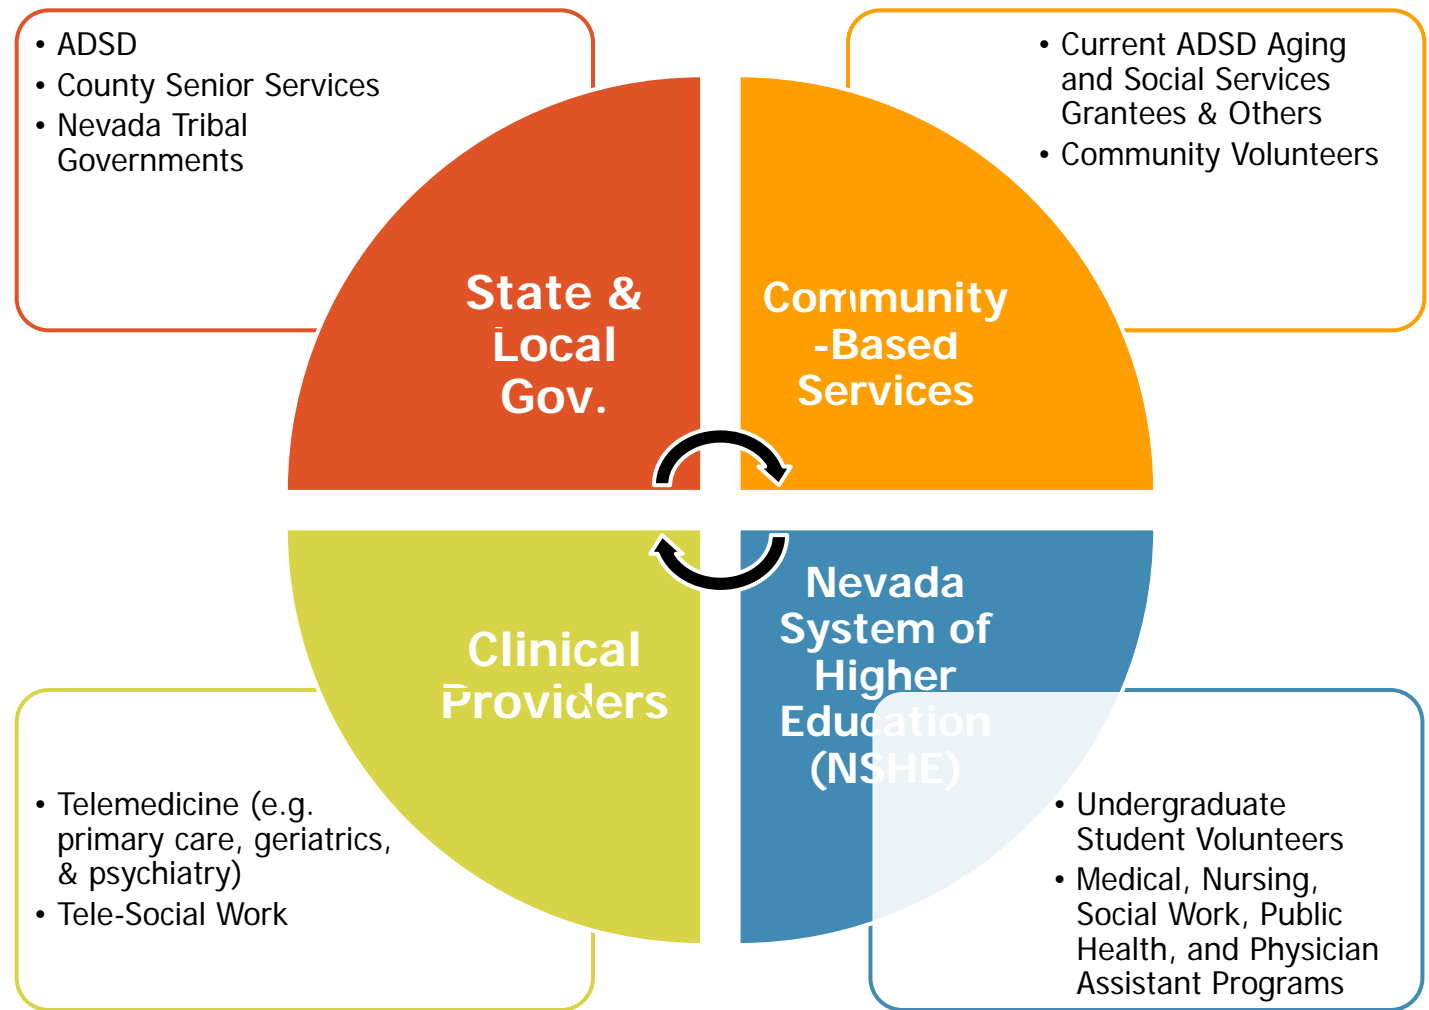 • ADSD
• County Senior Services
• Nevada Tribal
Governments
• Current ADSD Aging
and Social Services
Grantees & Others
• Community Volunteers
State &
Local
Gov.
Community
-Based
Services
Clinical
Providers
Nevada
System of
Higher
Education
(NSHE)
• Telemedicine (e.g.
primary care, geriatrics,
& psychiatry)
• Tele-Social Work
• Undergraduate
Student Volunteers
• Medical, Nursing,
Social Work, Public
Health, and Physician
Assistant Programs